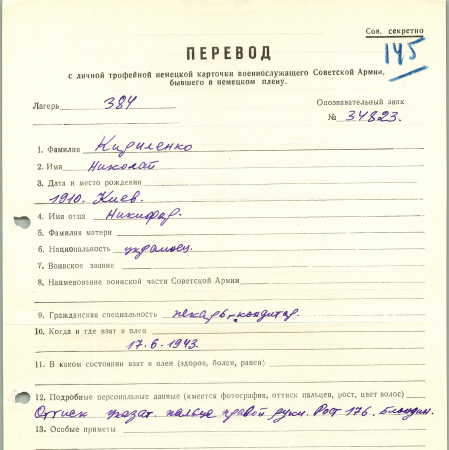 Сов. секретно
145
ПЕРЕВОД
с личной трофейной немецкой карточки военнослужащего Советской Армии,
бывшего в немецком плену.
Лагерь 384
Опознавательный знак
№ 34823.
1. Фамилия Кириленко
2. Имя Николай
3. Дата и место рождения
1910. Киев.
4. Имя отца Никифор.
5. Фамилия матери
6. Национальность украинец.
7. Воинское звание
8. Наименование воинской части Советской Армии
9. Гражданская специальность пекарь, кондитер.
10. Когда и где взят в плен
17.6.1943.
11. В каком состоянии взят в плен (здоров, болен, ранен)
12. Подробные персональные данные (имеется фотография, оттиск пальцев, рост, цвет волос)
Оттиск указат. пальца правой руки. Рост 176. блондин.
13. Особые приметы